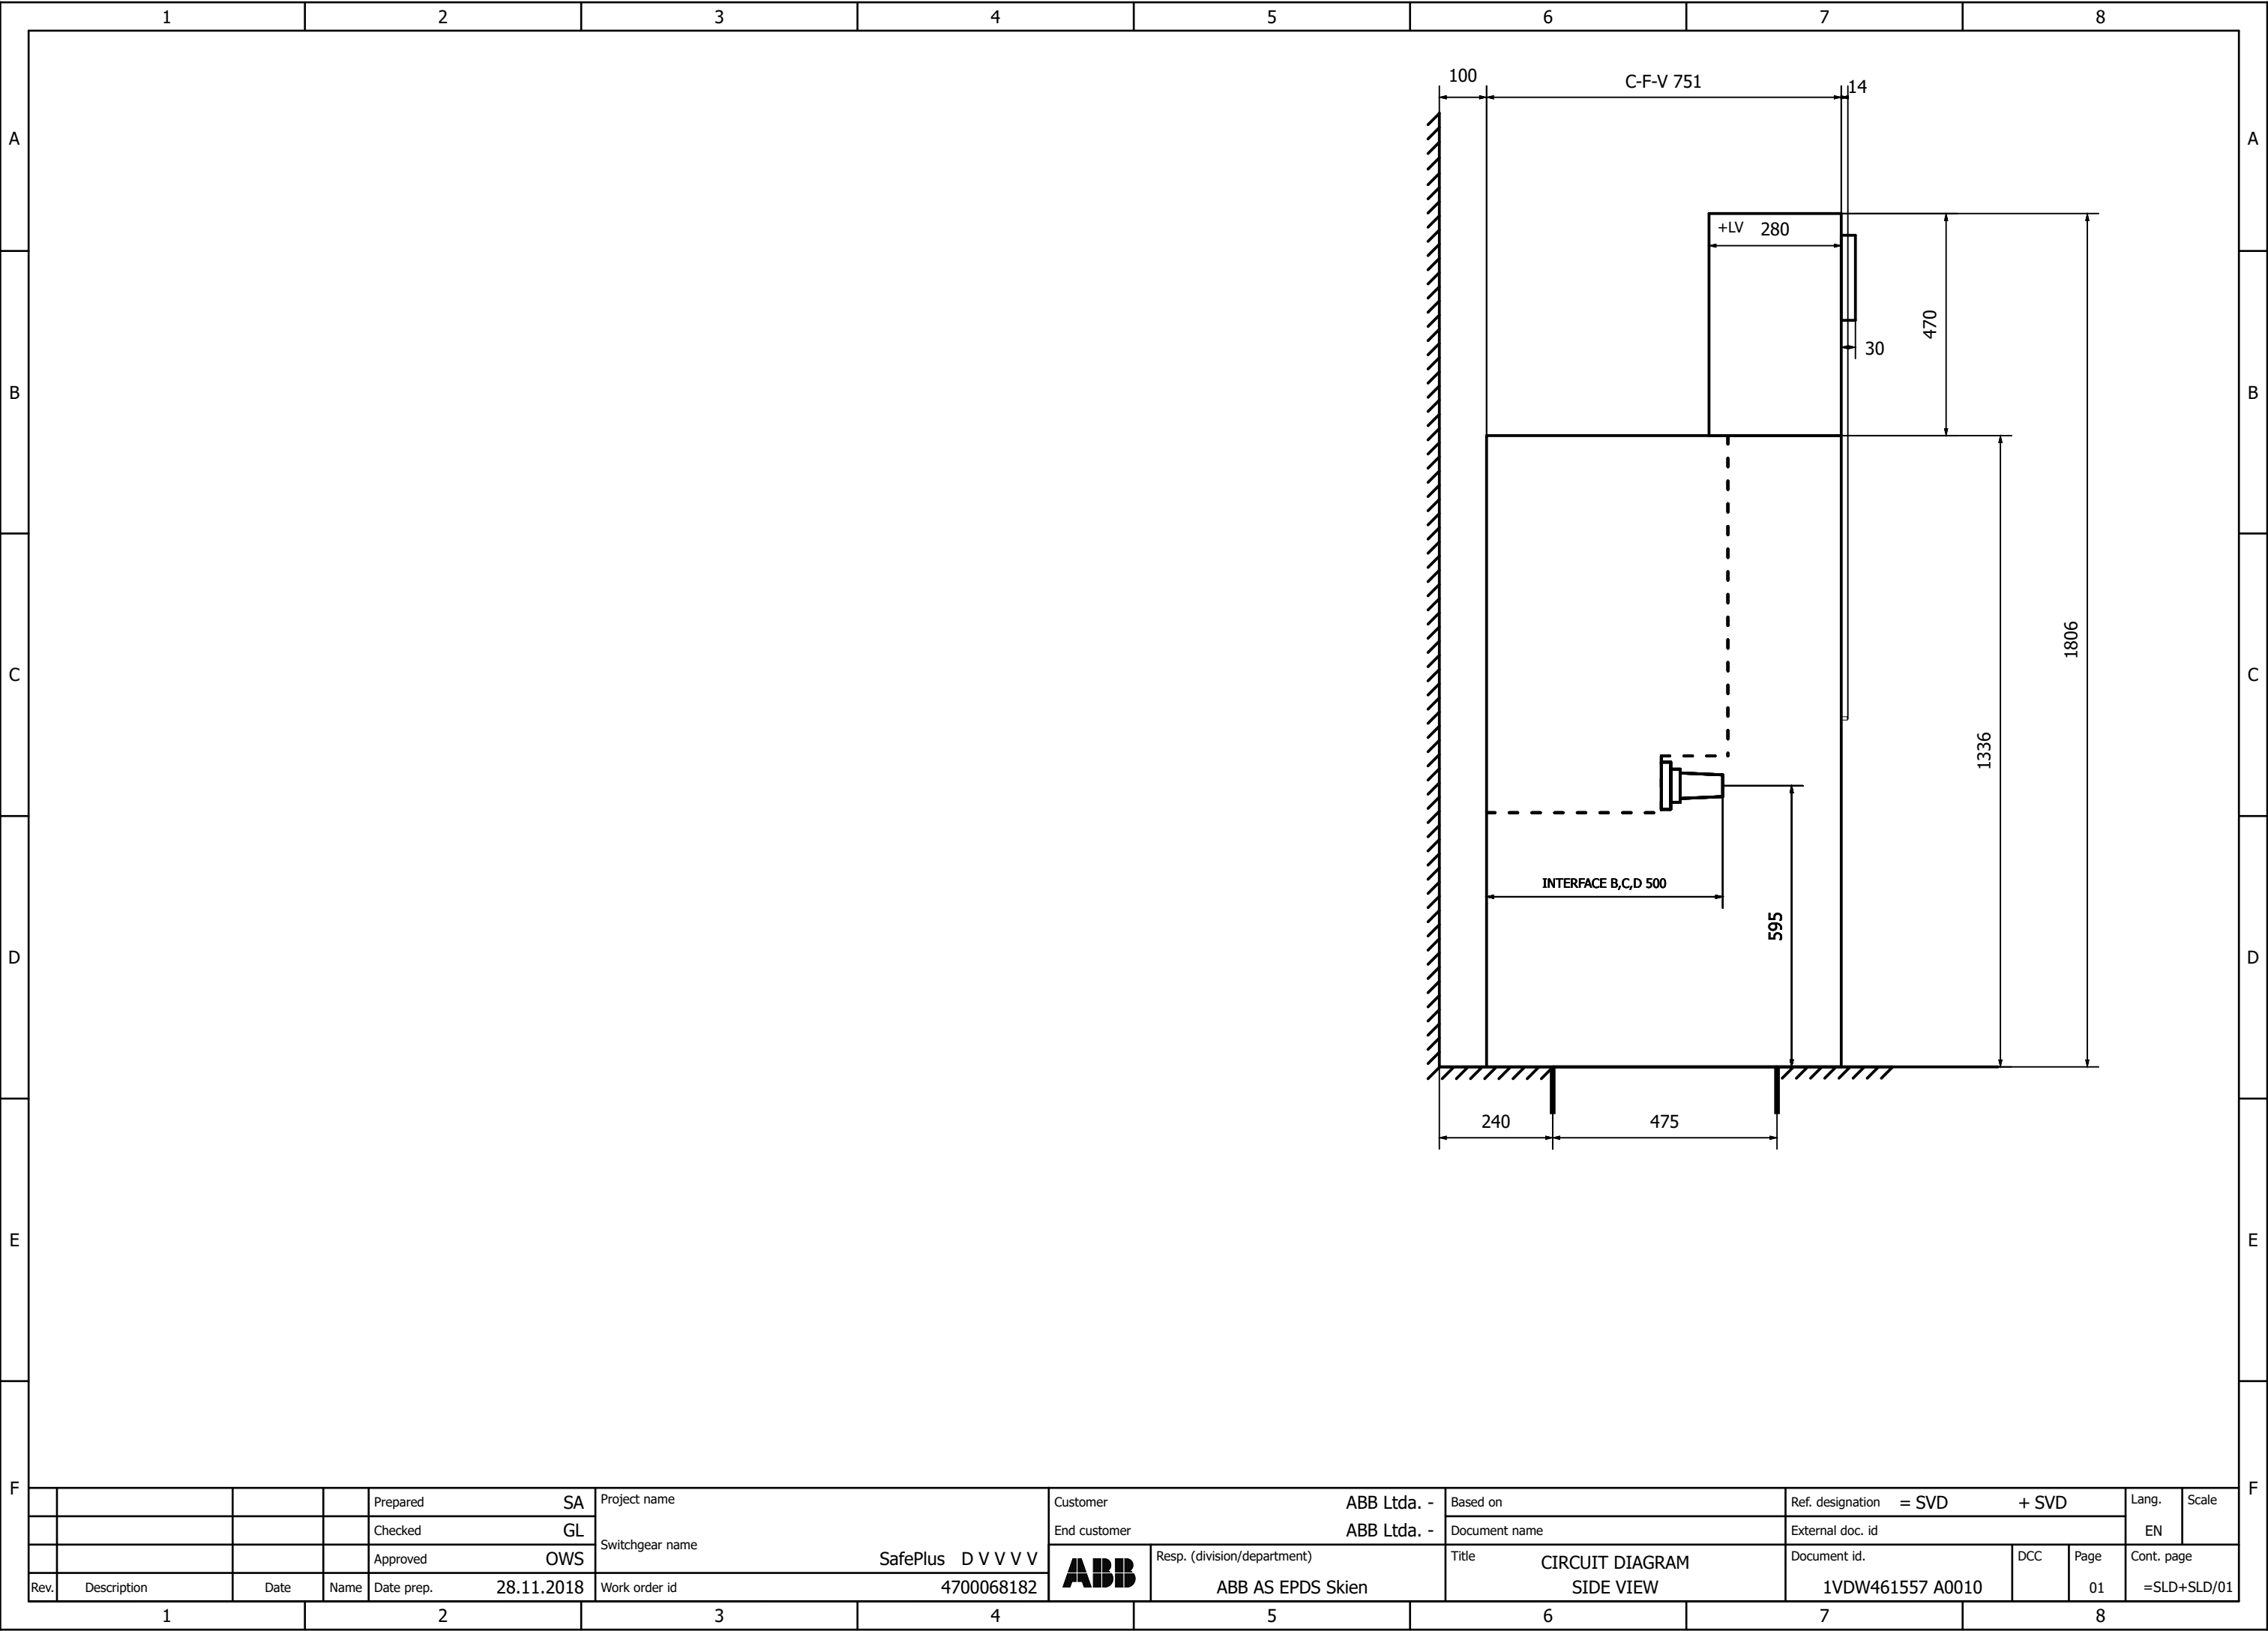 1 2 3 4 5 6 7 8
100 C-F-V 751 14
A A
+LV 280
470
30
B B
1806
C C
1336
INTERFACE B,C,D 500
595
D D
240 475
E E
F F
Prepared SA Project name Customer ABB Ltda. - Based on Ref. designation = SVD + SVD Lang. Scale
Checked GL End customer ABB Ltda. - Document name External doc. id EN
Switchgear name
Approved OWS SafePlus D V V V V ABB Resp. (division/department) Title CIRCUIT DIAGRAM Document id. DCC Page Cont. page
Rev. Description Date Name Date prep. 28.11.2018 Work order id 4700068182 ABB AS EPDS Skien SIDE VIEW 1VDW461557 A0010 01 =SLD+SLD/01
1 2 3 4 5 6 7 8